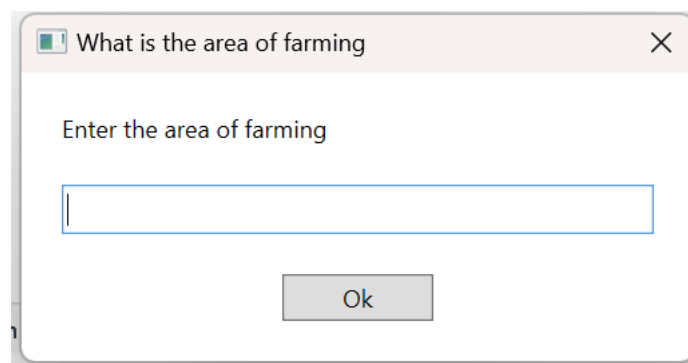 What is the area of farming
Enter the area of farming
Ok